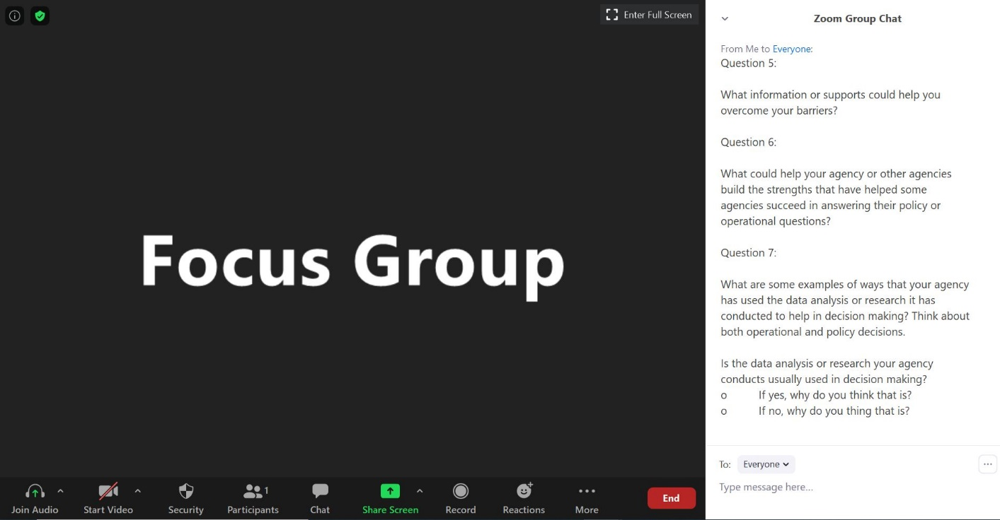 Enter Full Screen
Focus Group
Join Audio
Start Video
Security
Participants
1
Chat
Share Screen
Record
Reactions
More
End
Zoom Group Chat
From Me to Everyone:
Question 5:
What information or supports could help you
overcome your barriers?
Question 6:
What could help your agency or other agencies
build the strengths that have helped some
agencies succeed in answering their policy or
operational questions?
Question 7:
What are some examples of ways that your agency
has used the data analysis or research it has
conducted to help in decision making? Think about
both operational and policy decisions.
Is the data analysis or research your agency
conducts usually used in decision making?
o If yes, why do you think that is?
o If no, why do you thing that is?
To: Everyone
Type message here...